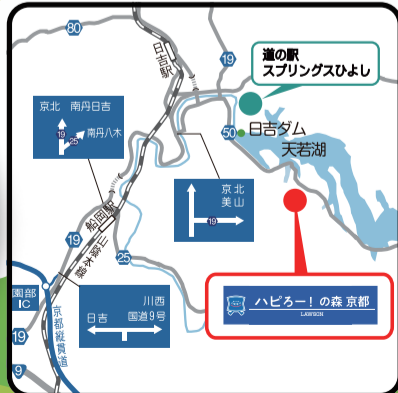 80
日吉駅
19
道の駅
スプリングスひよし
京北 南丹日吉
19
南丹八木
25
50
日吉ダム
天若湖
京北
美山
19
船岡駅
山陰本線
19
25
園部
IC
京都縦貫道
川西
日吉 国道9号
ハピろー!の森 京都
LAWSON
19
9